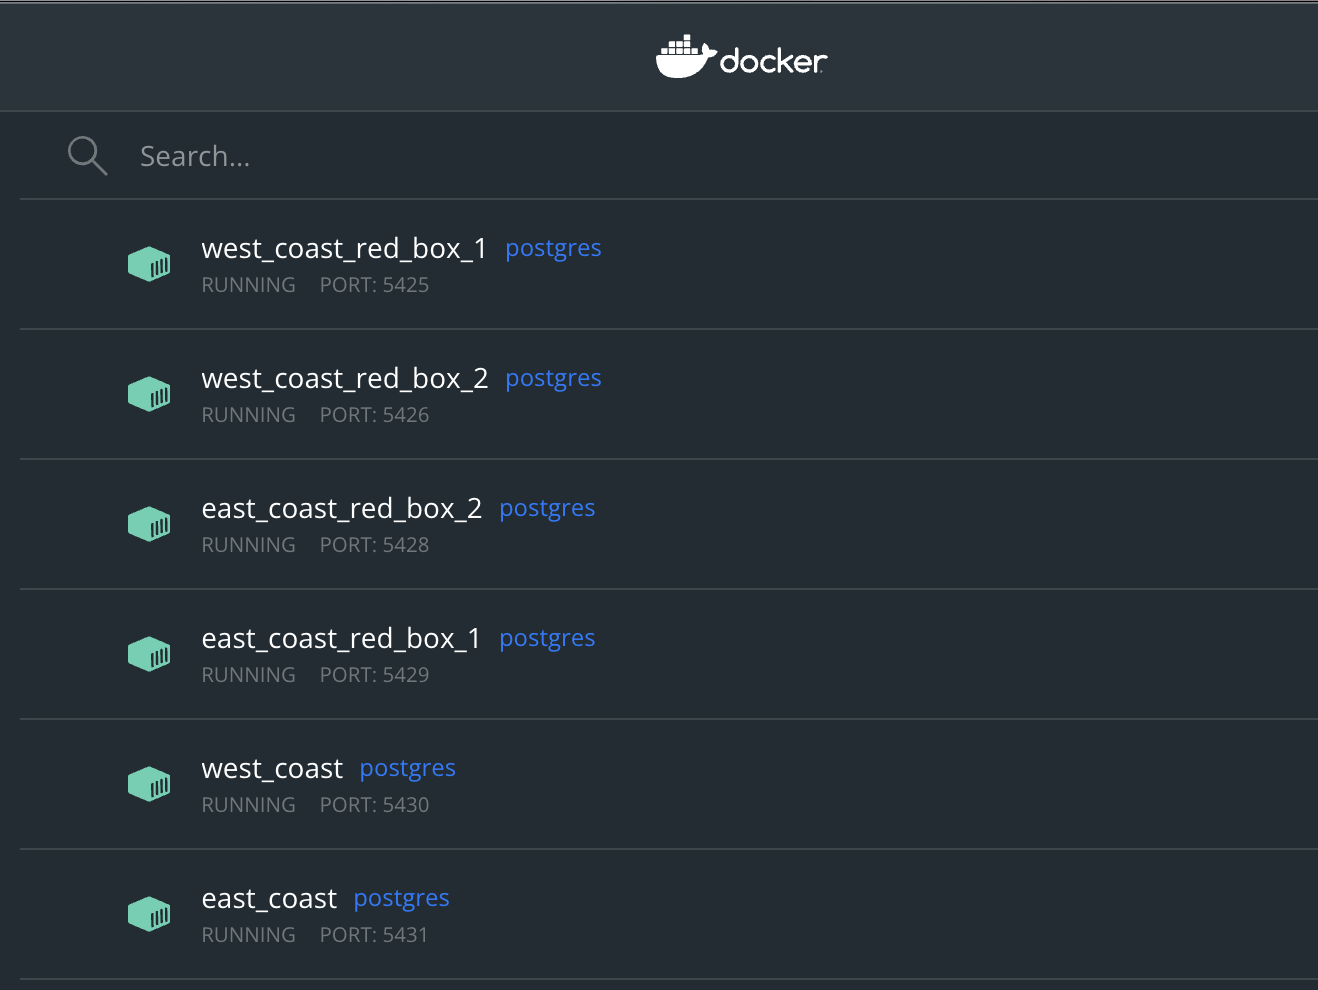 docker
Search...
west_coast_red_box_1 postgres
RUNNING PORT: 5425
west_coast_red_box_2 postgres
RUNNING PORT: 5426
east_coast_red_box_2 postgres
RUNNING PORT: 5428
east_coast_red_box_1 postgres
RUNNING PORT: 5429
west_coast postgres
RUNNING PORT: 5430
east_coast postgres
RUNNING PORT: 5431